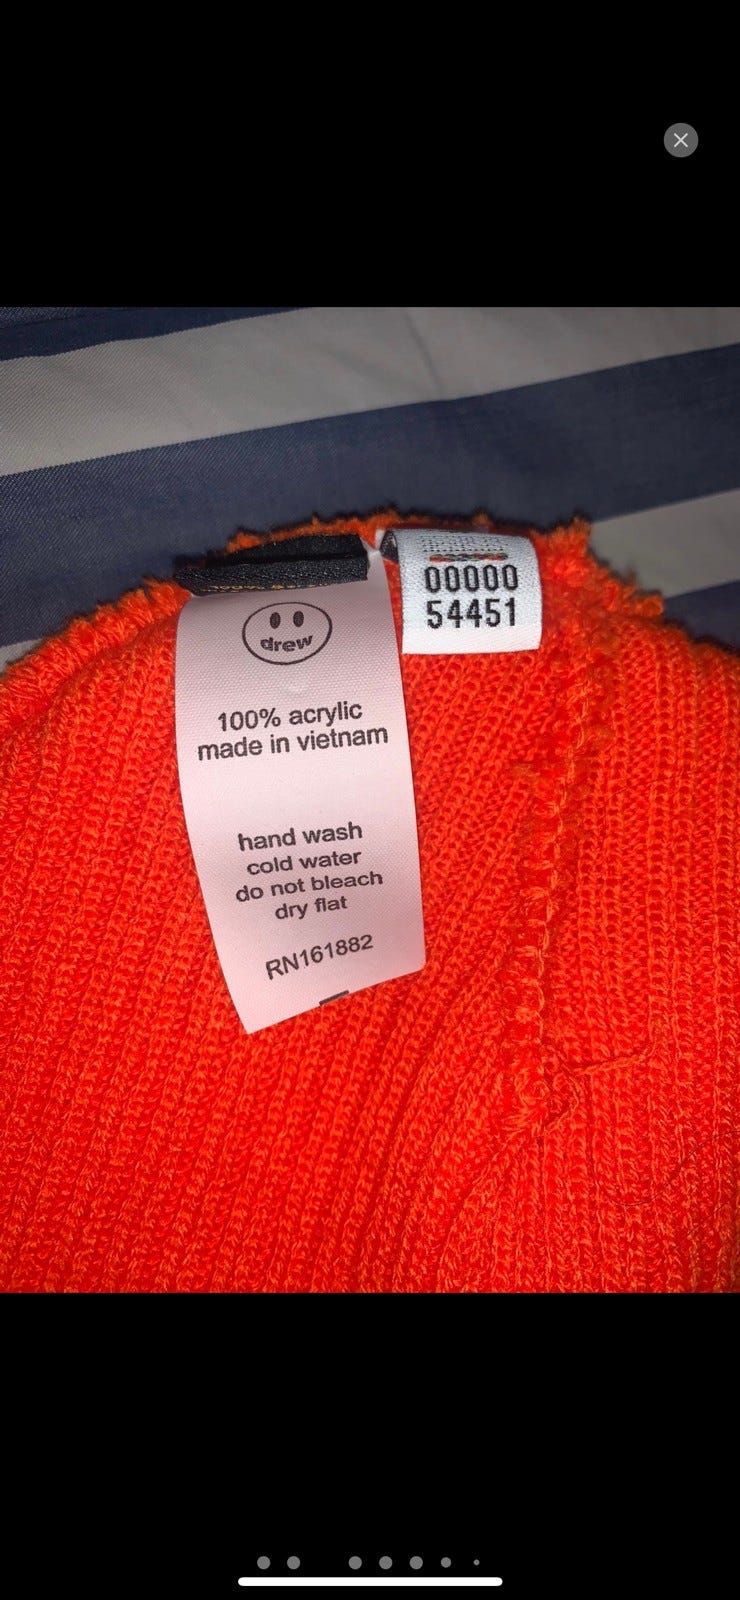 drew
100% acrylic
made in vietnam
hand wash
cold water
do not bleach
dry flat
RN161882
00000
54451